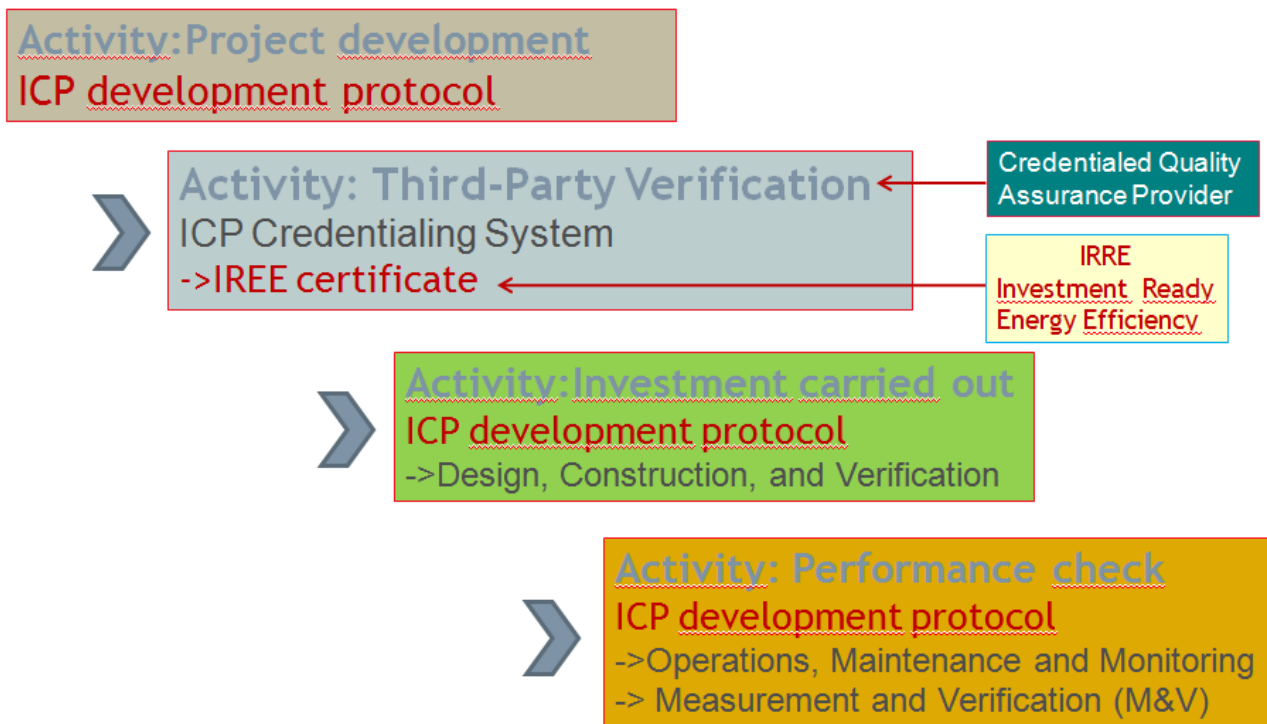 Activity:Project development
ICP development protocol
Activity: Third-Party Verification
ICP Credentialing System
->IREE certificate
Credentialed Quality
Assurance Provider
IRRE
Investment Ready
Energy Efficiency
Activity:Investment carried out
ICP development protocol
->Design, Construction, and Verification
Activity: Performance check
ICP development protocol
->Operations, Maintenance and Monitoring
-> Measurement and Verification (M&V)